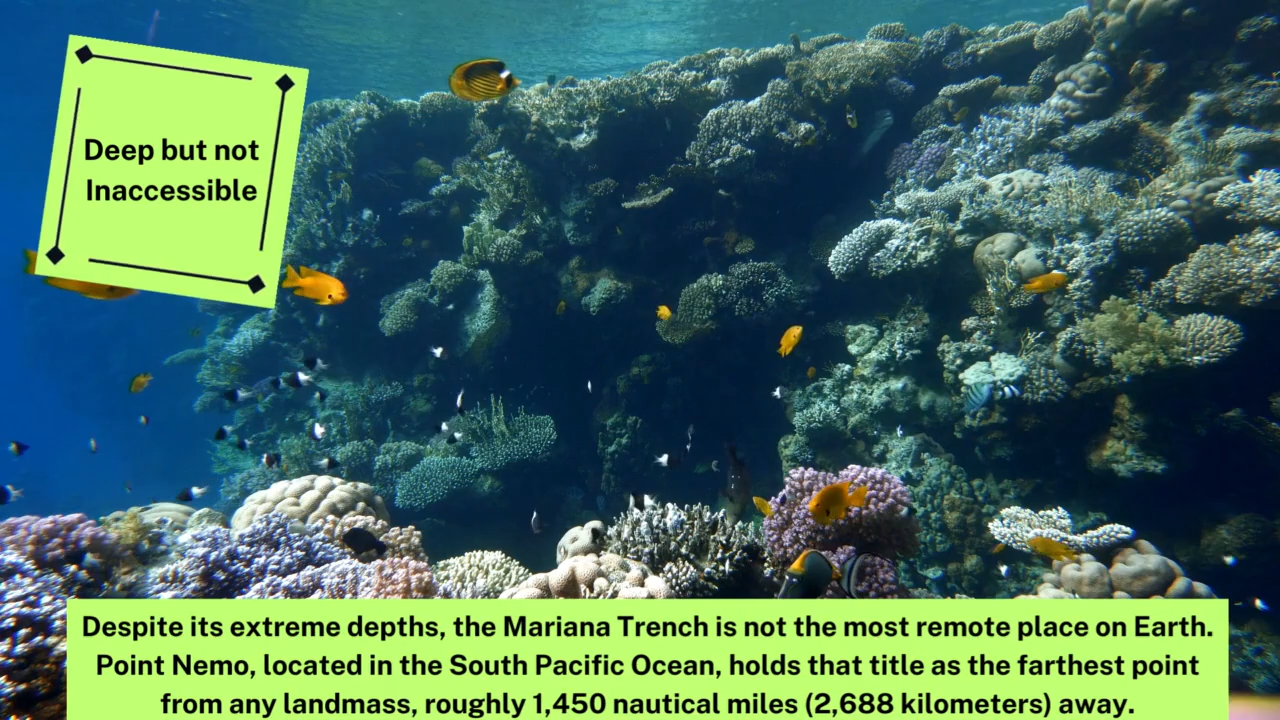 Deep but not
Inaccessible
Despite its extreme depths, the Mariana Trench is not the most remote place on Earth.
Point Nemo, located in the South Pacific Ocean, holds that title as the farthest point
from any landmass, roughly 1,450 nautical miles (2,688 kilometers) away.